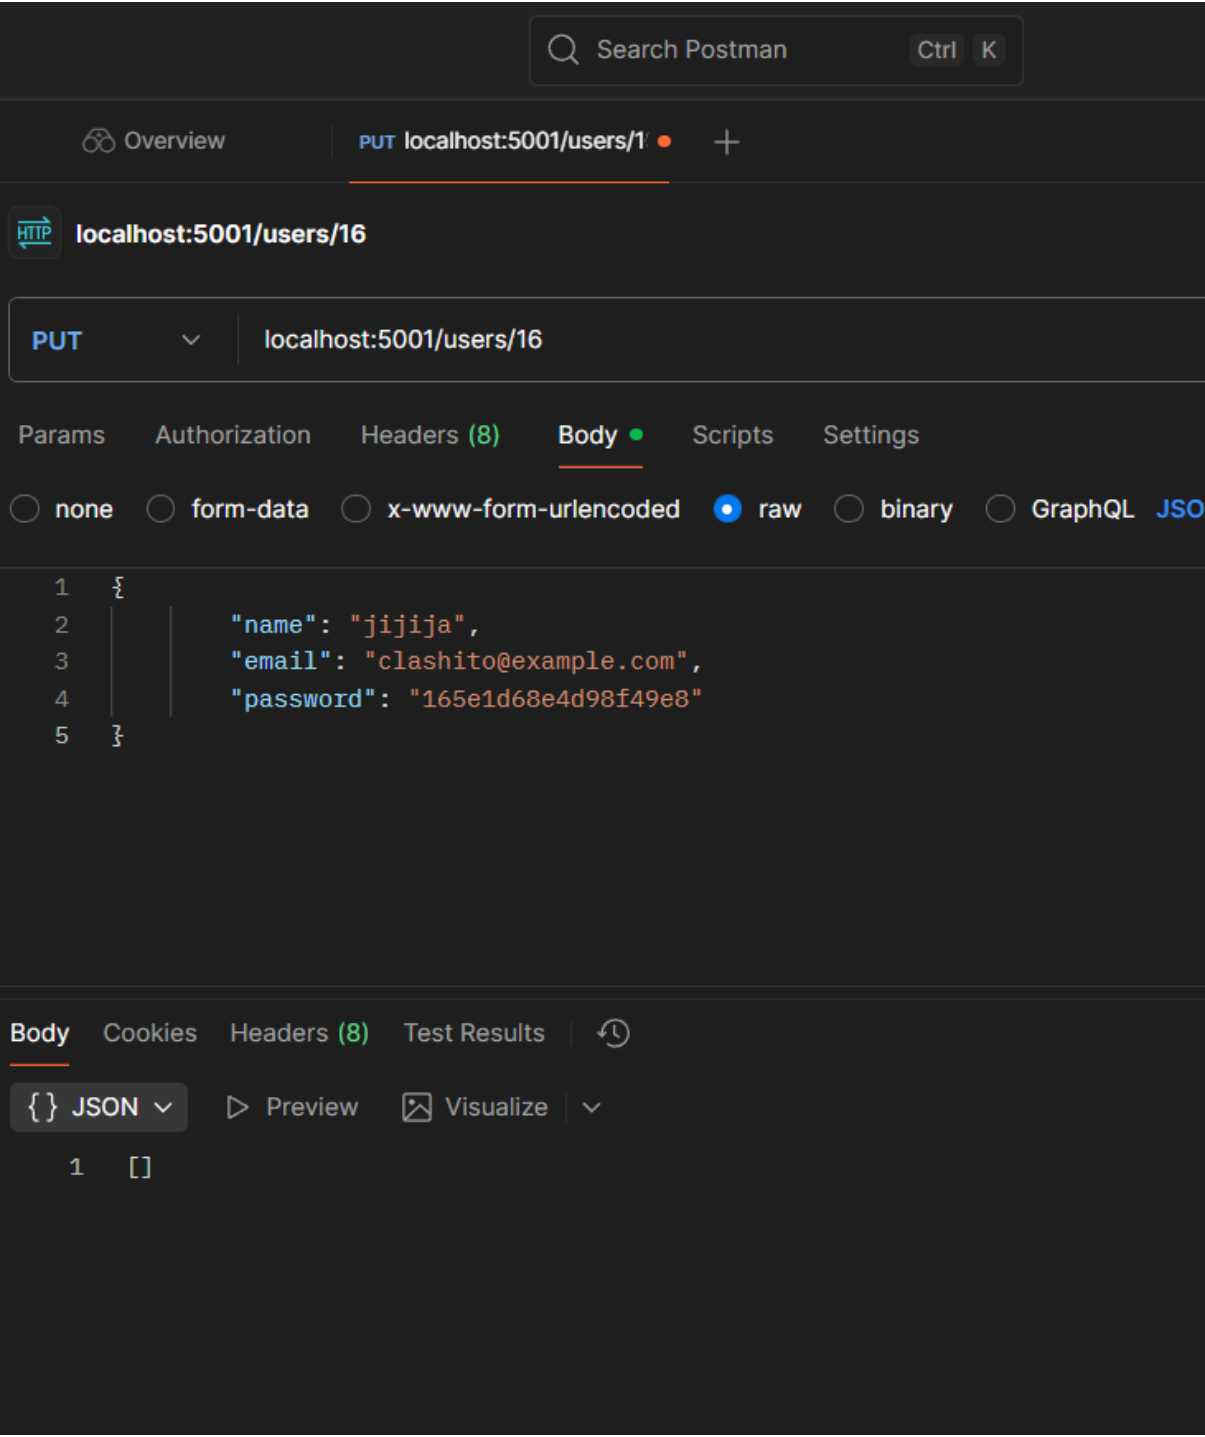 Search Postman Ctrl K
Overview PUT localhost:5001/users/1
HTTP localhost:5001/users/16
PUT localhost:5001/users/16
Params Authorization Headers (8) Body Scripts Settings
none form-data x-www-form-urlencoded raw binary GraphQL JSO
1 {
2 "name": "jijija",
3 "email": "clashito@example.com",
4 "password": "165e1d68e4d98f49e8"
5 }
Body Cookies Headers (8) Test Results
{} JSON Preview Visualize
1 []